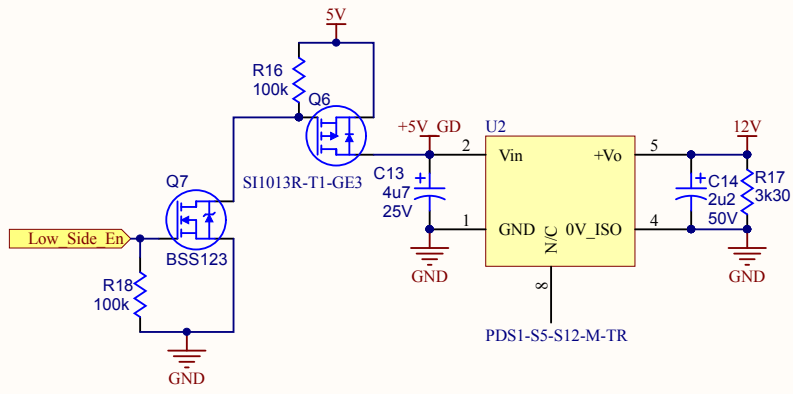 5V
R16
100k
Q6
SI1013R-T1-GE3
Q7
BSS123
Low_Side_En
R18
100k
GND
+5V_GD
C13
4u7
25V
GND
U2
2
Vin
1
GND
N/C
8
+Vo
5
0V_ISO
4
PDS1-S5-S12-M-TR
12V
+
+
C14
2u2
50V
R17
3k30
GND